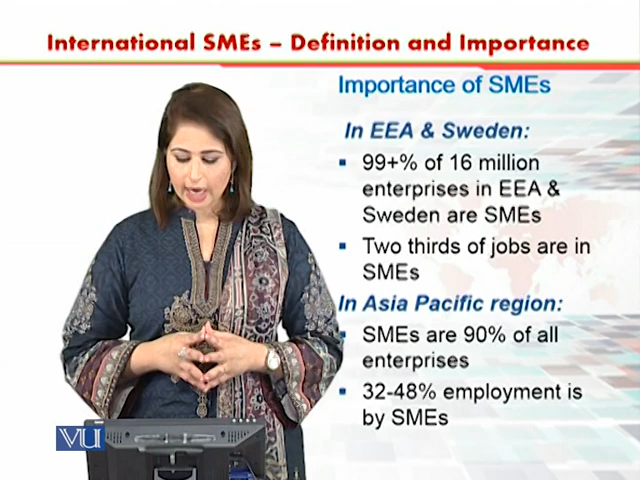 International SMEs – Definition and Importance
Importance of SMEs
In EEA & Sweden:
▪ 99+% of 16 million
enterprises in EEA &
Sweden are SMEs
▪ Two thirds of jobs are in
SMEs
In Asia Pacific region:
▪ SMEs are 90% of all
enterprises
▪ 32-48% employment is
by SMEs
VU